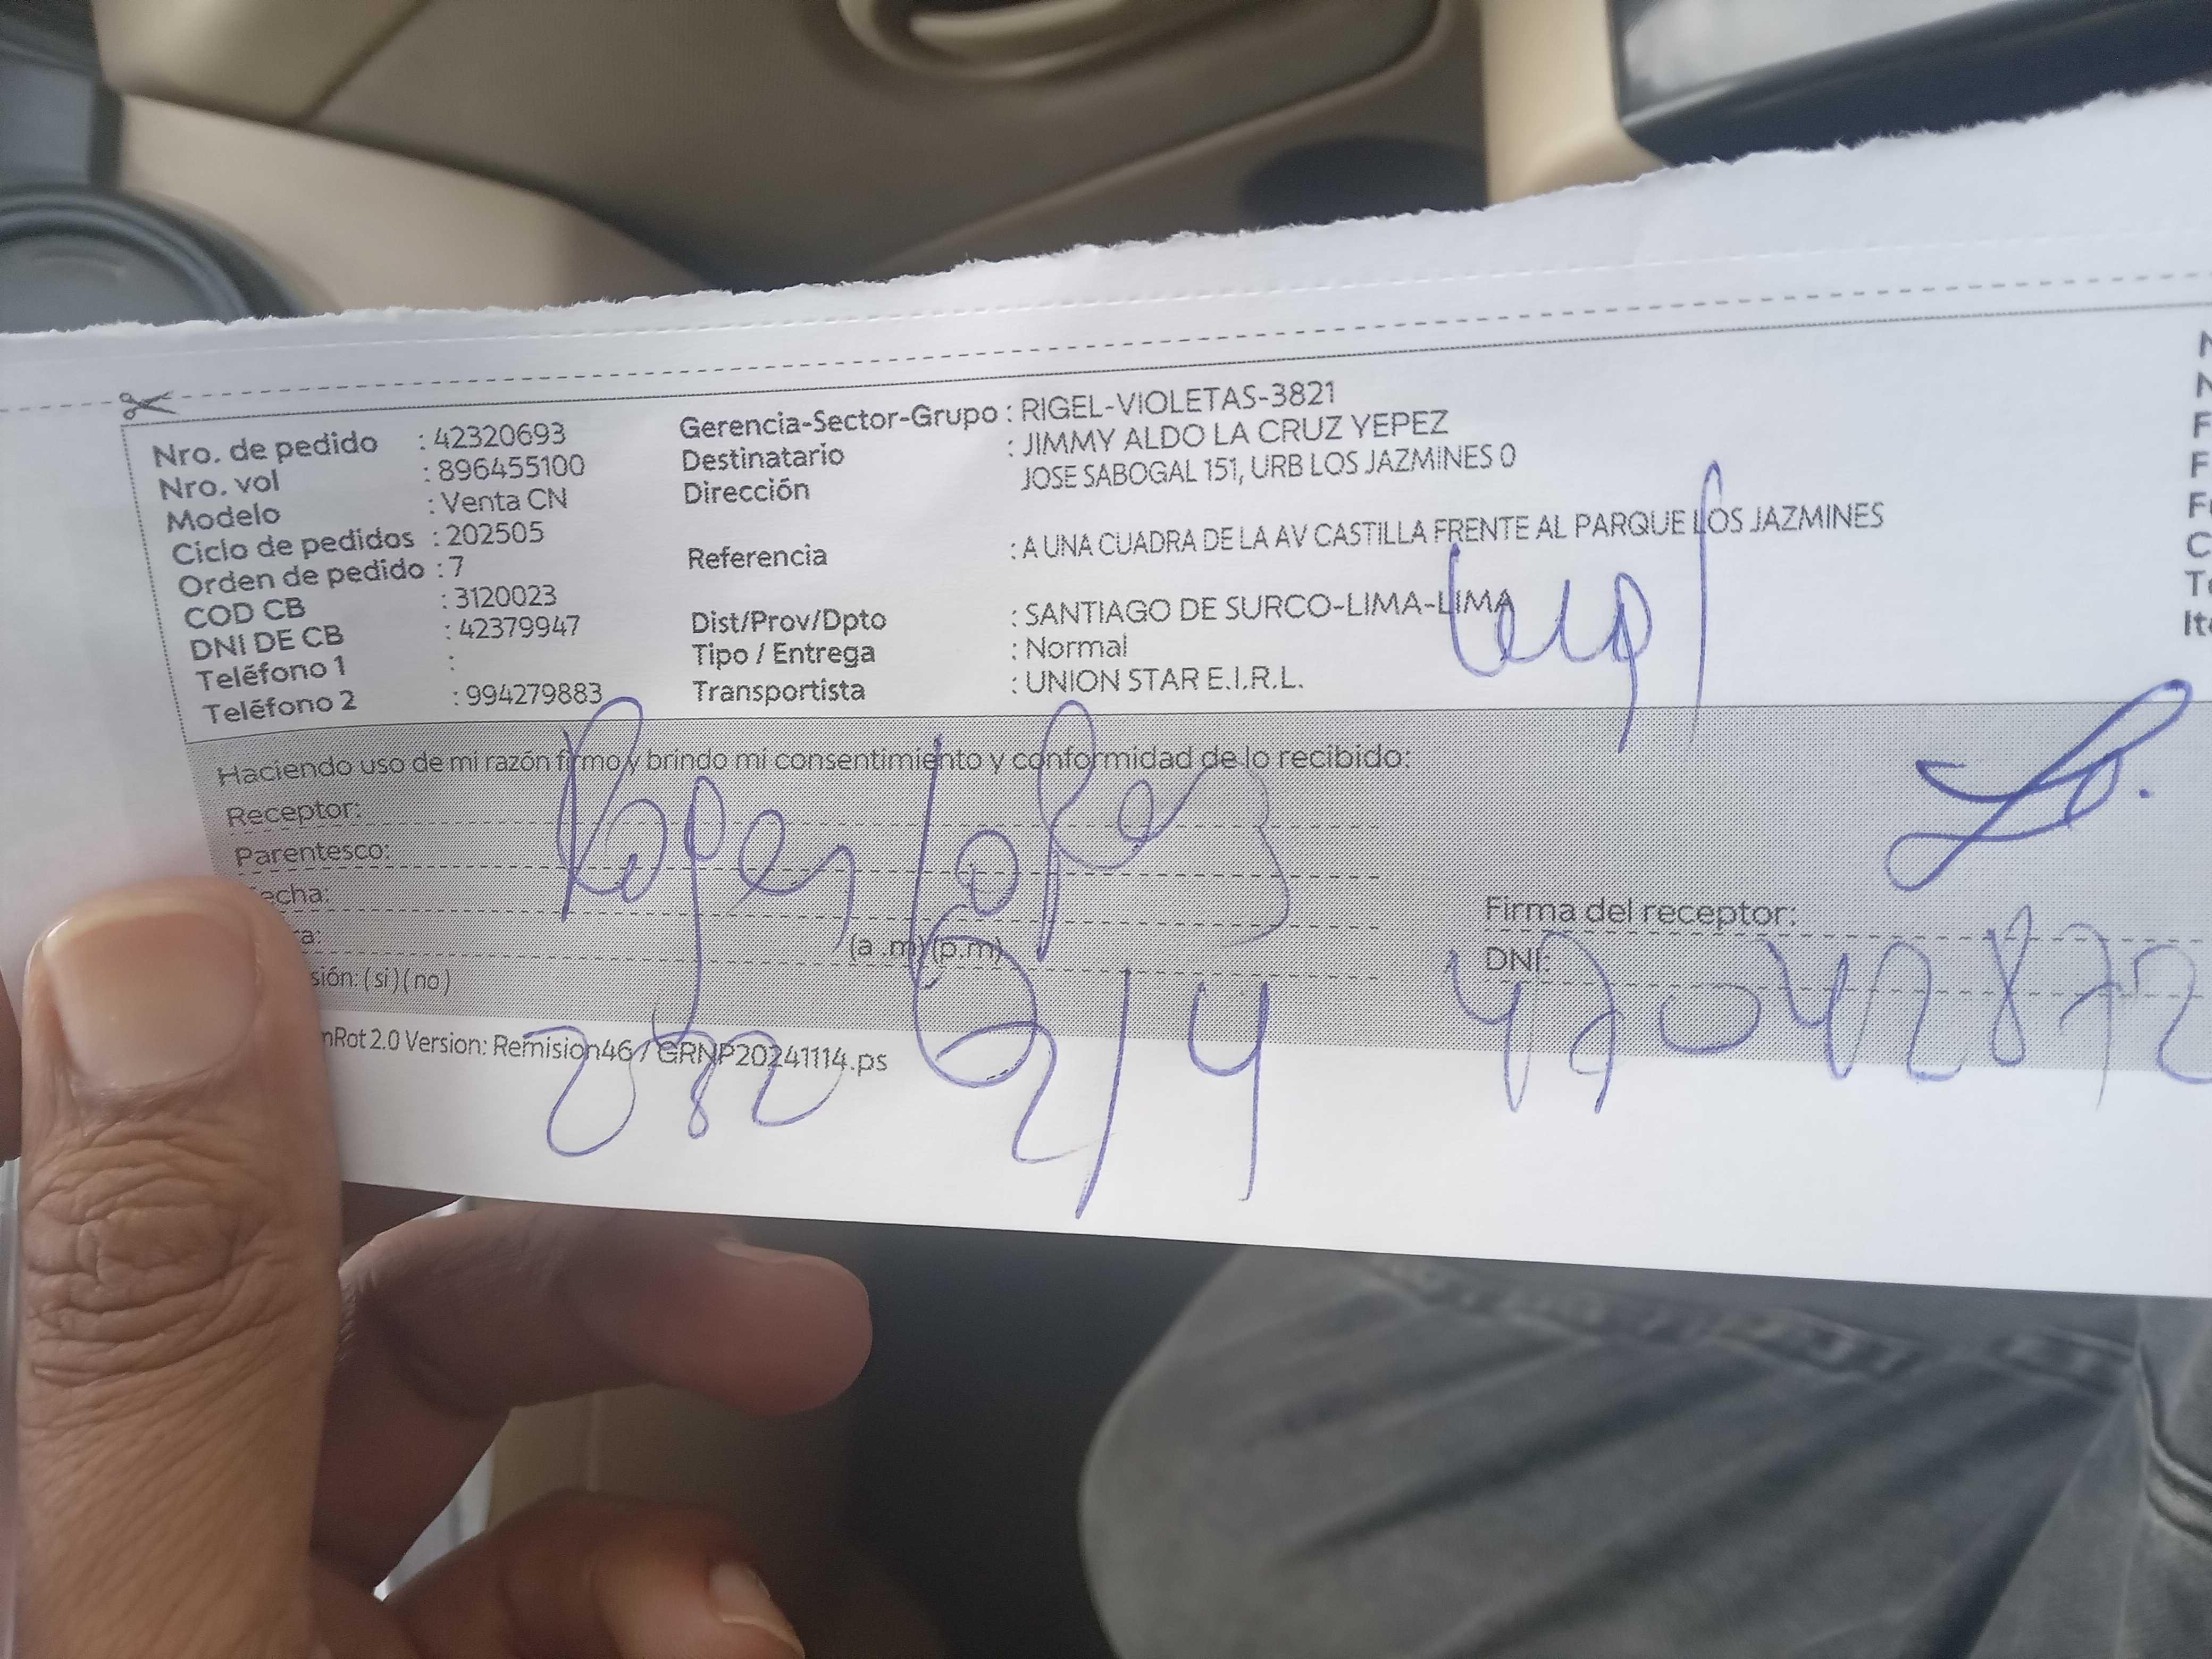 Nro. de pedido : 42320693
Nro. vol : 896455100
Modelo : Venta CN
Ciclo de pedidos : 202505
Orden de pedido : 7
COD CB : 3120023
DNI DE CB : 42379947
Teléfono 1 :
Teléfono 2 : 994279883
Gerencia-Sector-Grupo : RIGEL-VIOLETAS-3821
Destinatario : JIMMY ALDO LA CRUZ YEPEZ
Dirección JOSE SABOGAL 151, URB LOS JAZMINES 0
Referencia : A UNA CUADRA DE LA AV CASTILLA FRENTE AL PARQUE LOS JAZMINES
Dist/Prov/Dpto : SANTIAGO DE SURCO-LIMA-LIMA
Tipo / Entrega : Normal
Transportista : UNION STAR E.I.R.L.
Haciendo uso de mi razón firmo y brindo mi consentimiento y conformidad de lo recibido:
Receptor:
Roger Lopez
Parentesco:
echa:
ra: (a .m) (p.m)
sión: (si) (no)
Firma del receptor:
DNI: 47042872
mRot 2.0 Version: Remision46 / GRNP20241114.ps